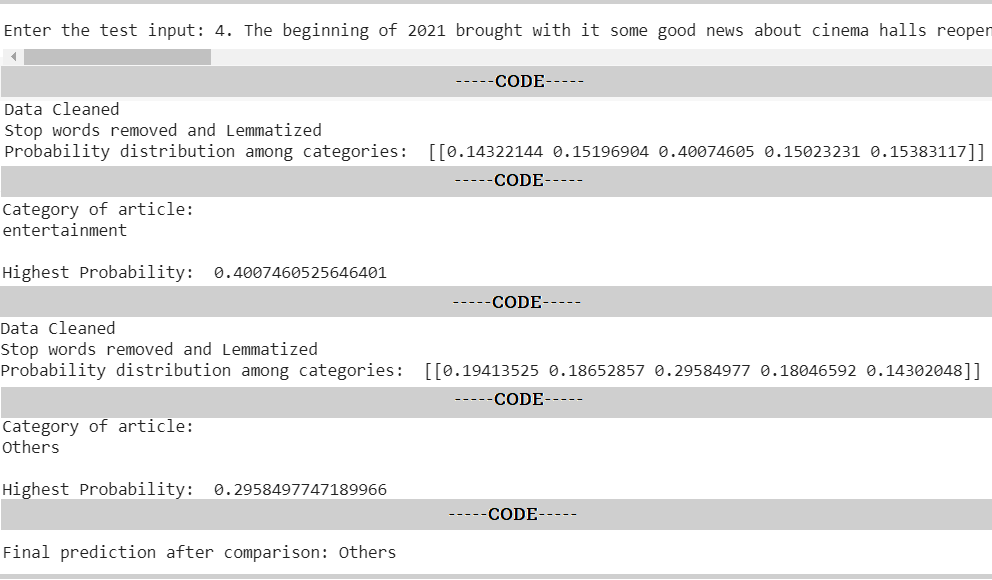 Enter the test input: 4. The beginning of 2021 brought with it some good news about cinema halls reopen
-----CODE-----
Data Cleaned
Stop words removed and Lemmatized
Probability distribution among categories:  [[0.14322144 0.15196904 0.40074605 0.15023231 0.15383117]]
-----CODE-----
Category of article:
entertainment
Highest Probability:  0.4007460525646401
-----CODE-----
Data Cleaned
Stop words removed and Lemmatized
Probability distribution among categories:  [[0.19413525 0.18652857 0.29584977 0.18046592 0.14302048]]
-----CODE-----
Category of article:
Others
Highest Probability:  0.2958497747189966
-----CODE-----
Final prediction after comparison: Others